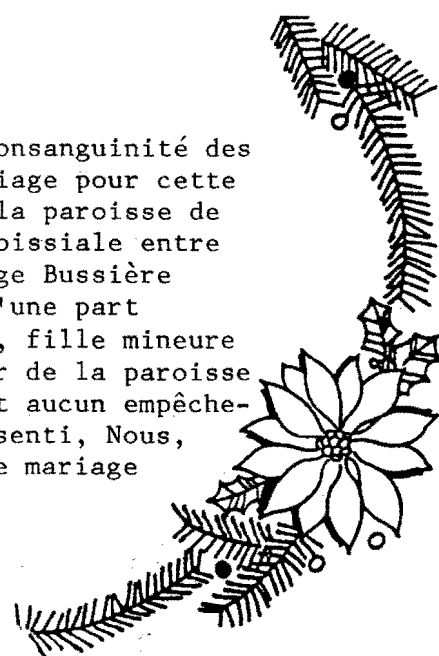 onsanguinité des
iage pour cette
la paroisse de
oissiale entre
ge Bussière
'une part
, fille mineure
r de la paroisse
t aucun empêche-
senti, Nous,
e mariage